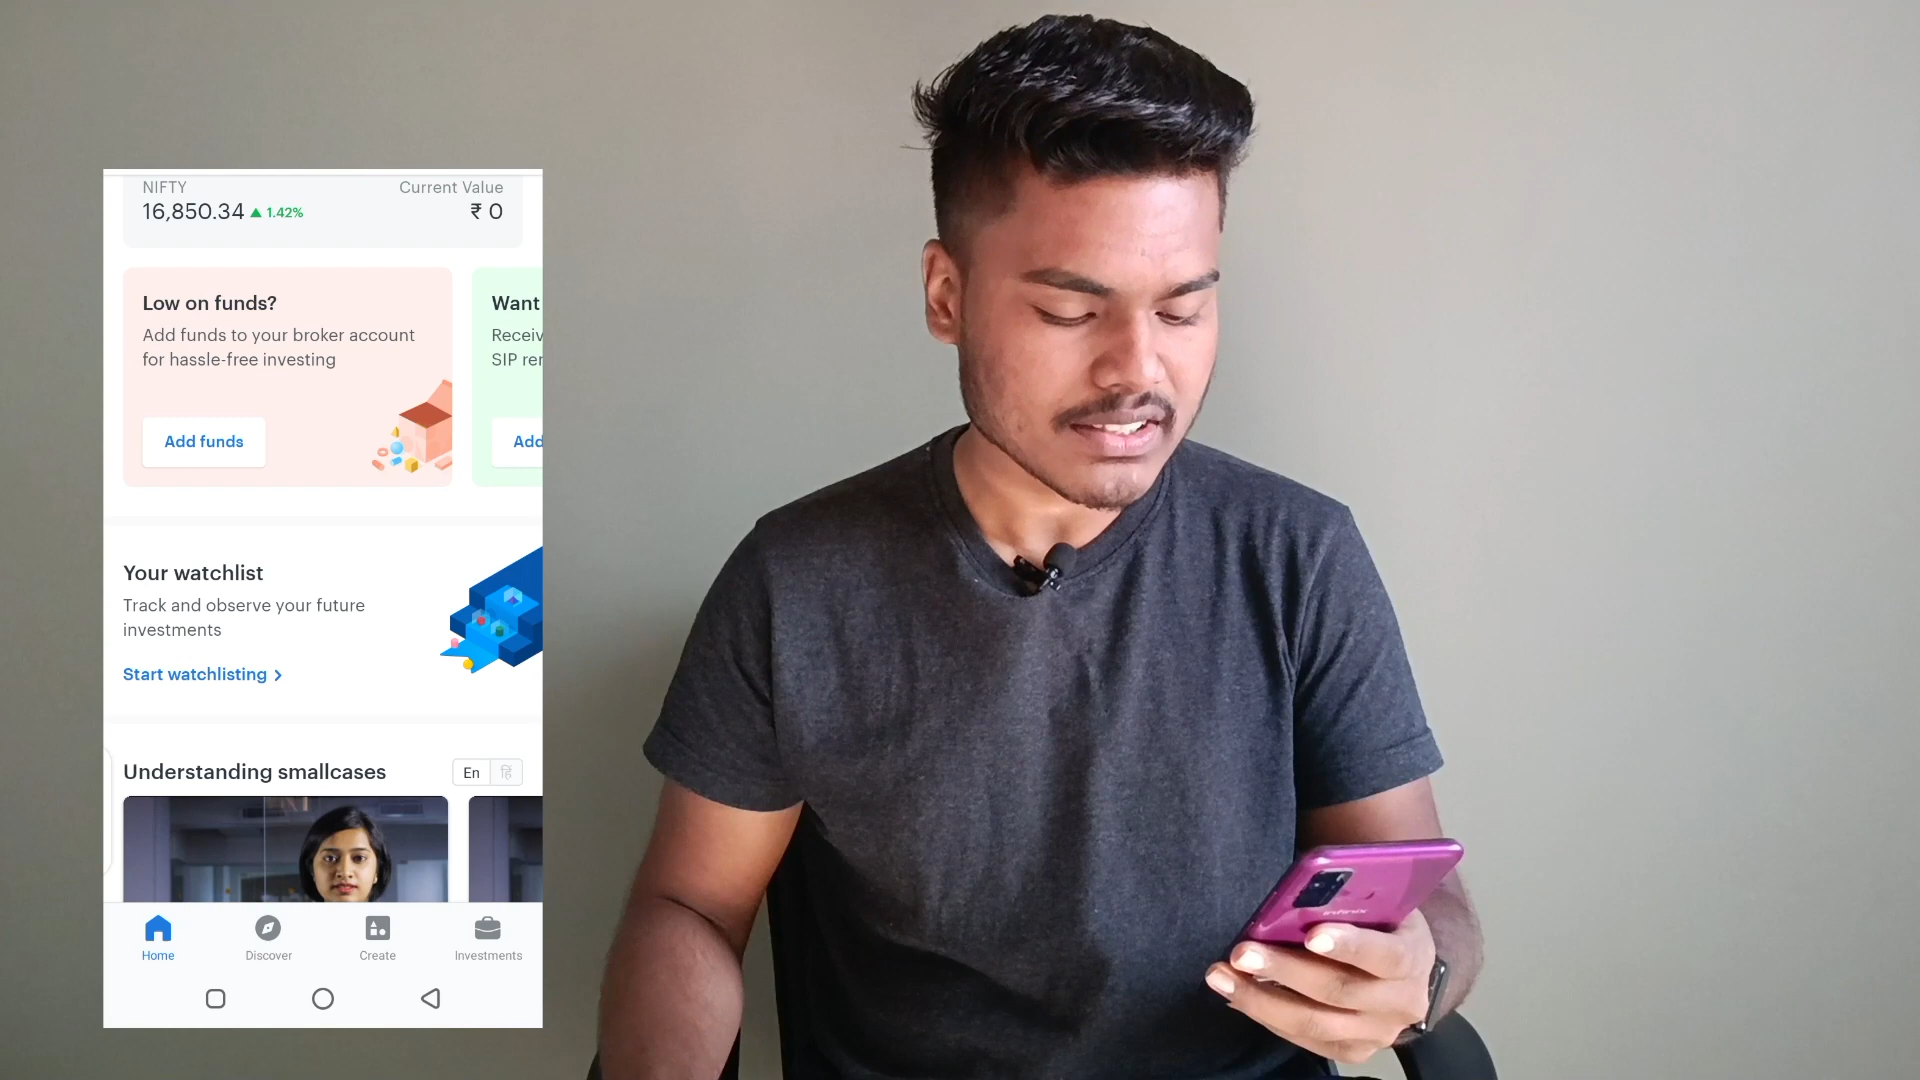 NIFTY
Current Value
16,850.34 ▲ 1.42%
₹ 0
Low on funds?
Add funds to your broker account
for hassle-free investing
Add funds
Want
Receiv
SIP rer
Add
Your watchlist
Track and observe your future
investments
Start watchlisting >
Understanding smallcases
En
हिं
Home
Discover
Create
Investments
Infinix